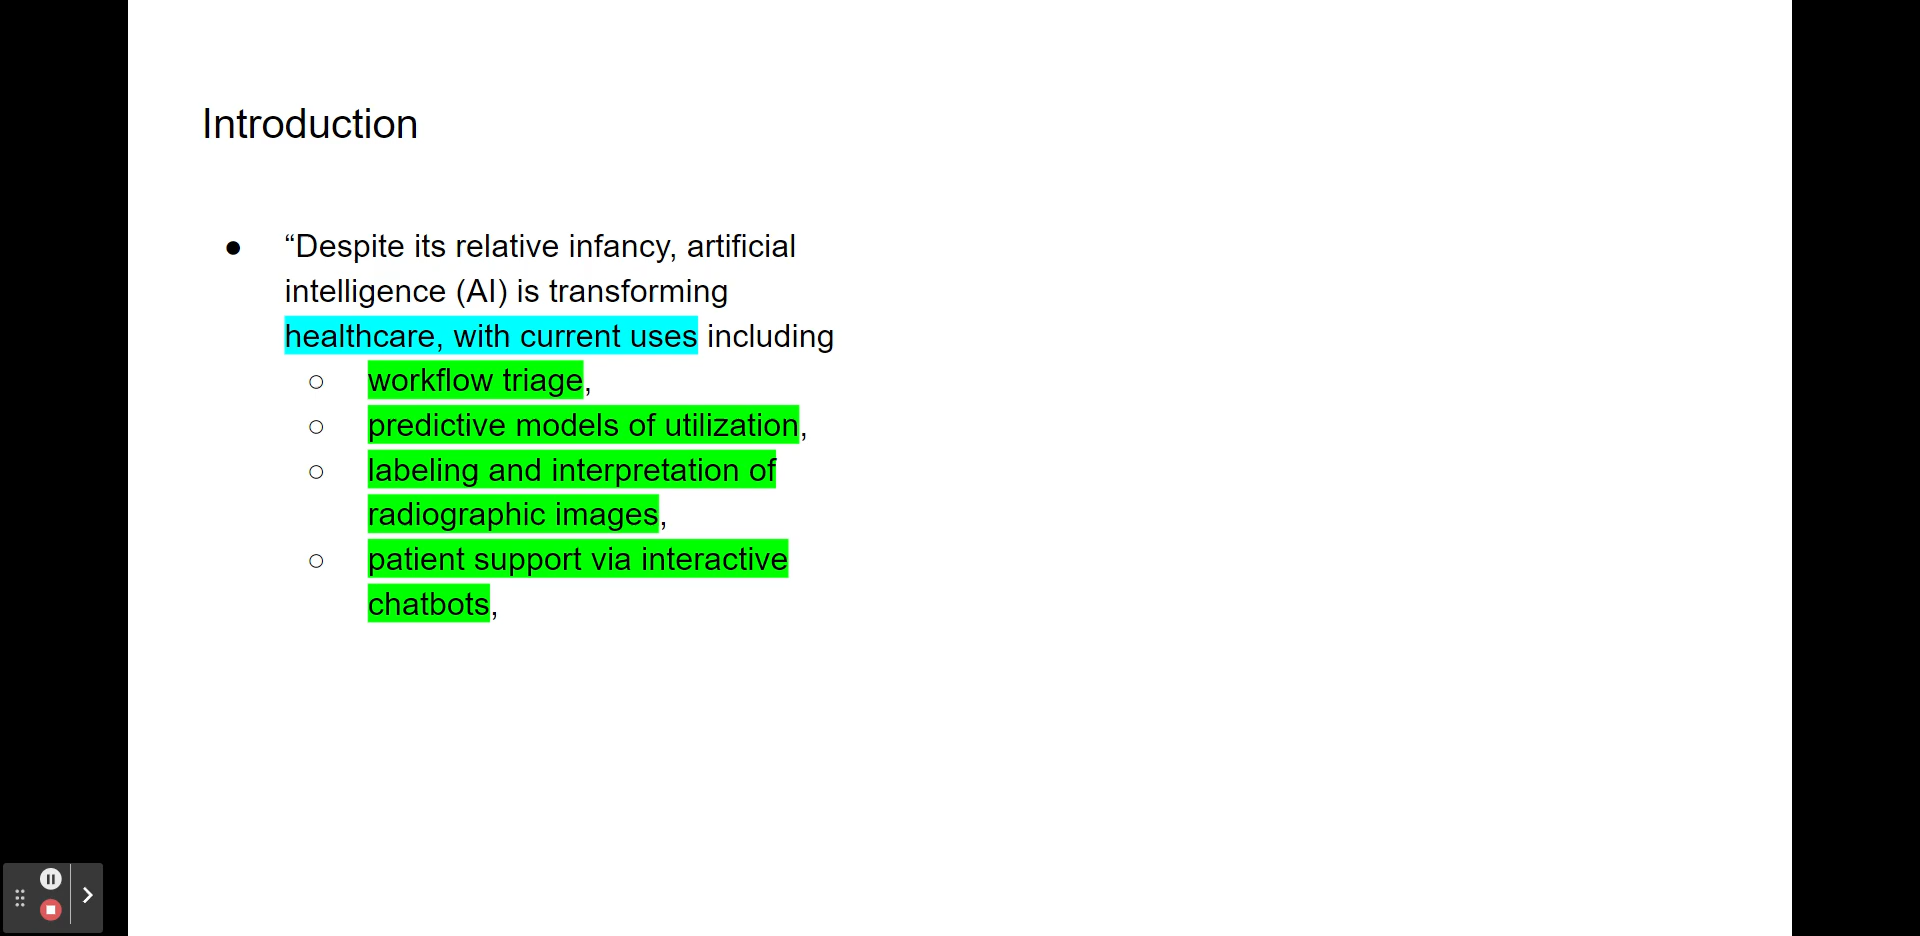 Introduction
● “Despite its relative infancy, artificial
intelligence (AI) is transforming
healthcare, with current uses including
○ workflow triage,
○ predictive models of utilization,
○ labeling and interpretation of
radiographic images,
○ patient support via interactive
chatbots,